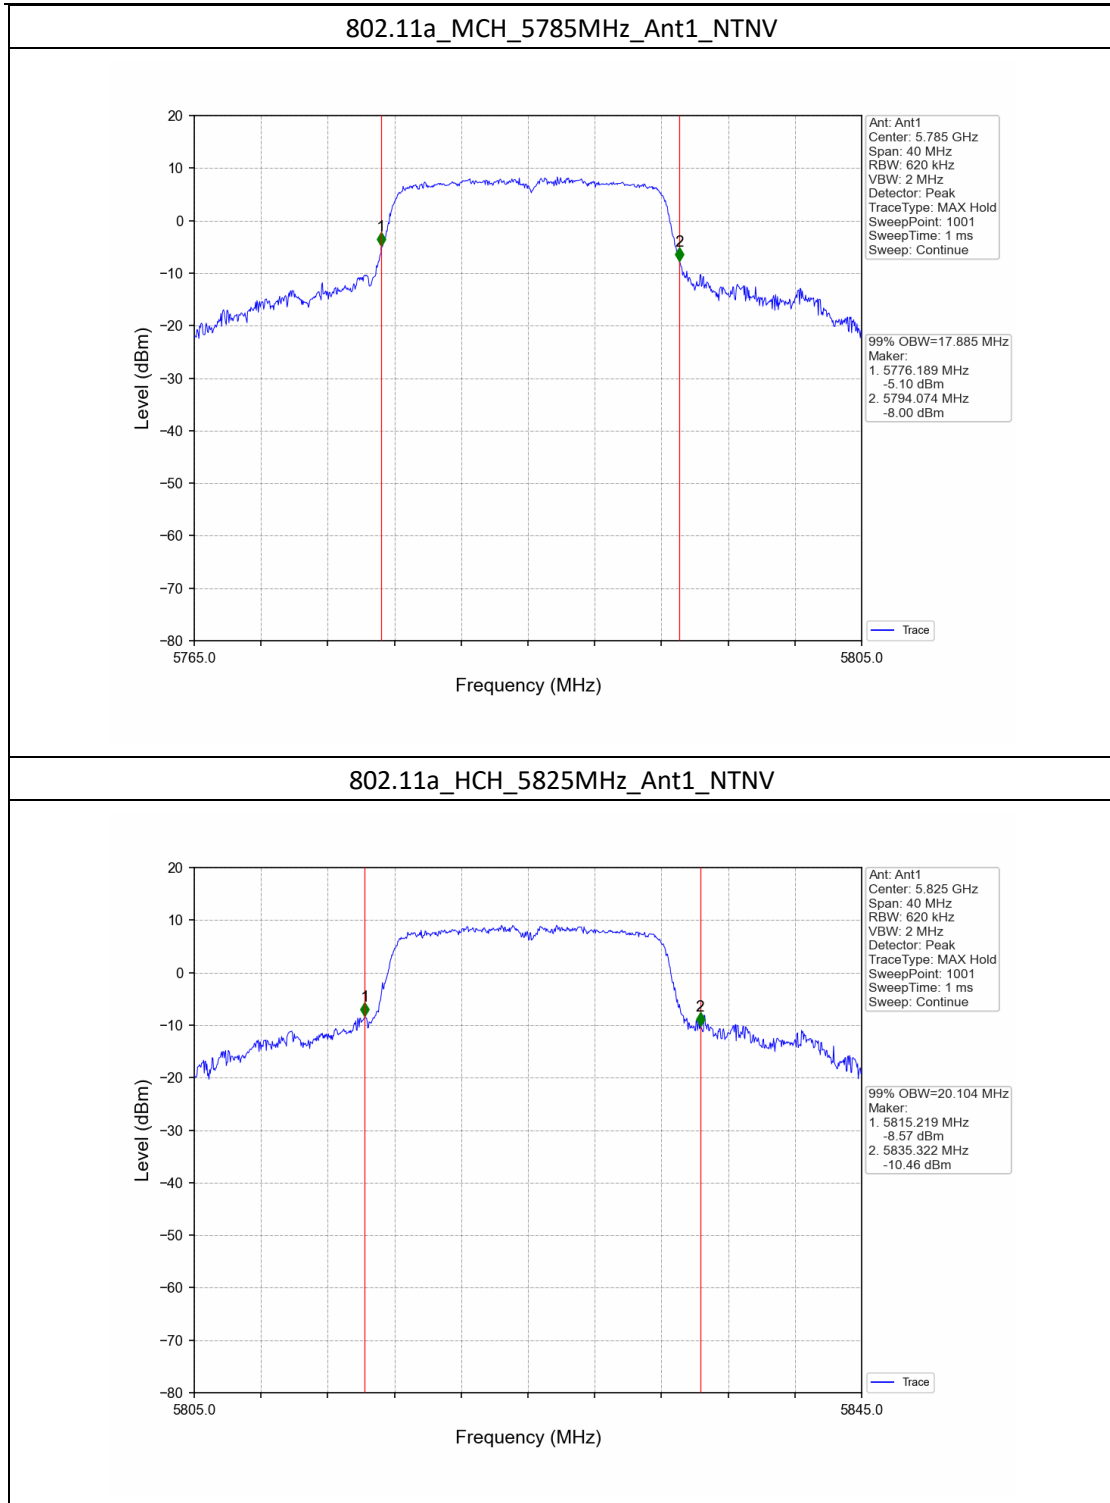 802.11a_MCH_5785MHz_Ant1_NTNV
20
10
0
−10
−20
−30
−40
−50
−60
−70
−80
Level (dBm)
1
2
5765.0
5805.0
Frequency (MHz)
Ant: Ant1
Center: 5.785 GHz
Span: 40 MHz
RBW: 620 kHz
VBW: 2 MHz
Detector: Peak
TraceType: MAX Hold
SweepPoint: 1001
SweepTime: 1 ms
Sweep: Continue
99% OBW=17.885 MHz
Maker:
1. 5776.189 MHz
-5.10 dBm
2. 5794.074 MHz
-8.00 dBm
Trace
802.11a_HCH_5825MHz_Ant1_NTNV
20
10
0
−10
−20
−30
−40
−50
−60
−70
−80
Level (dBm)
1
2
5805.0
5845.0
Frequency (MHz)
Ant: Ant1
Center: 5.825 GHz
Span: 40 MHz
RBW: 620 kHz
VBW: 2 MHz
Detector: Peak
TraceType: MAX Hold
SweepPoint: 1001
SweepTime: 1 ms
Sweep: Continue
99% OBW=20.104 MHz
Maker:
1. 5815.219 MHz
-8.57 dBm
2. 5835.322 MHz
-10.46 dBm
Trace